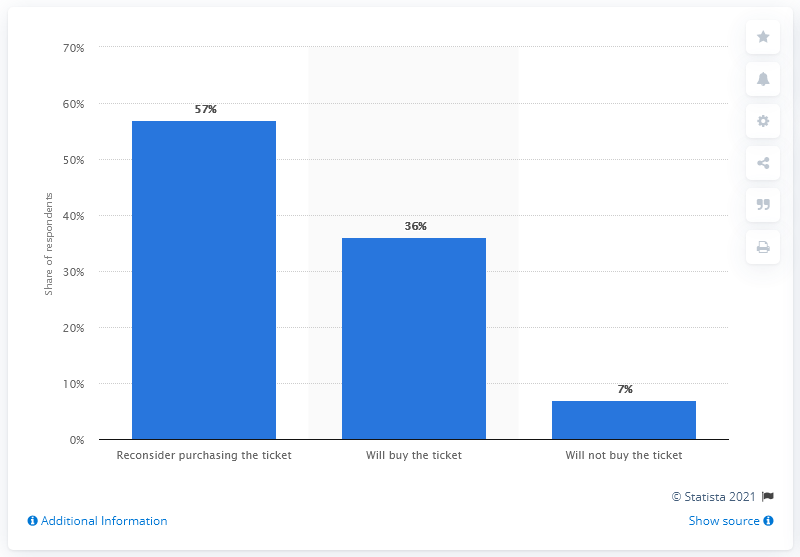 70%
60%
50%
40%
30%
20%
10%
0%
Share of respondents
57%
36%
7%
Reconsider purchasing the ticket
Will buy the ticket
Will not buy the ticket
© Statista 2021
Additional Information
Show source